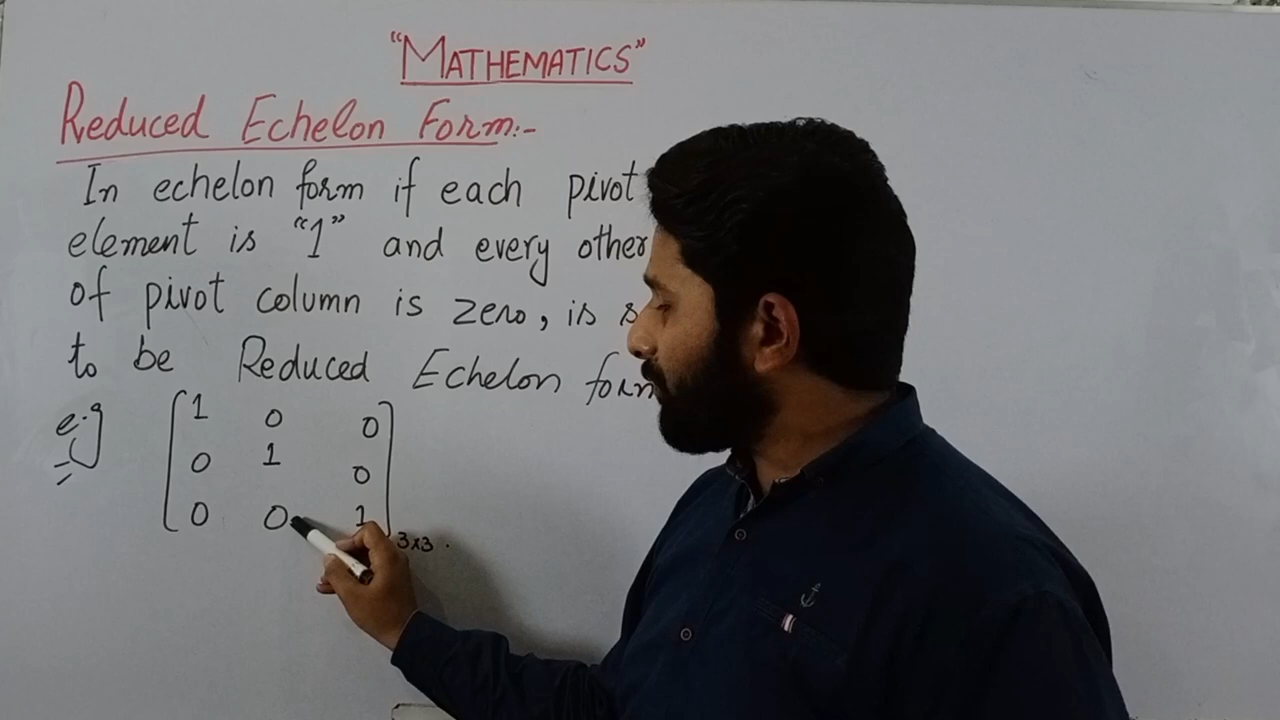 “MATHEMATICS”
Reduced Echelon Form:-
In echelon form if each pivot
element is “1” and every other
of pivot column is zero, is
to be Reduced Echelon form
e.g
1 0 0
0 1 0
0 0 1
3x3.